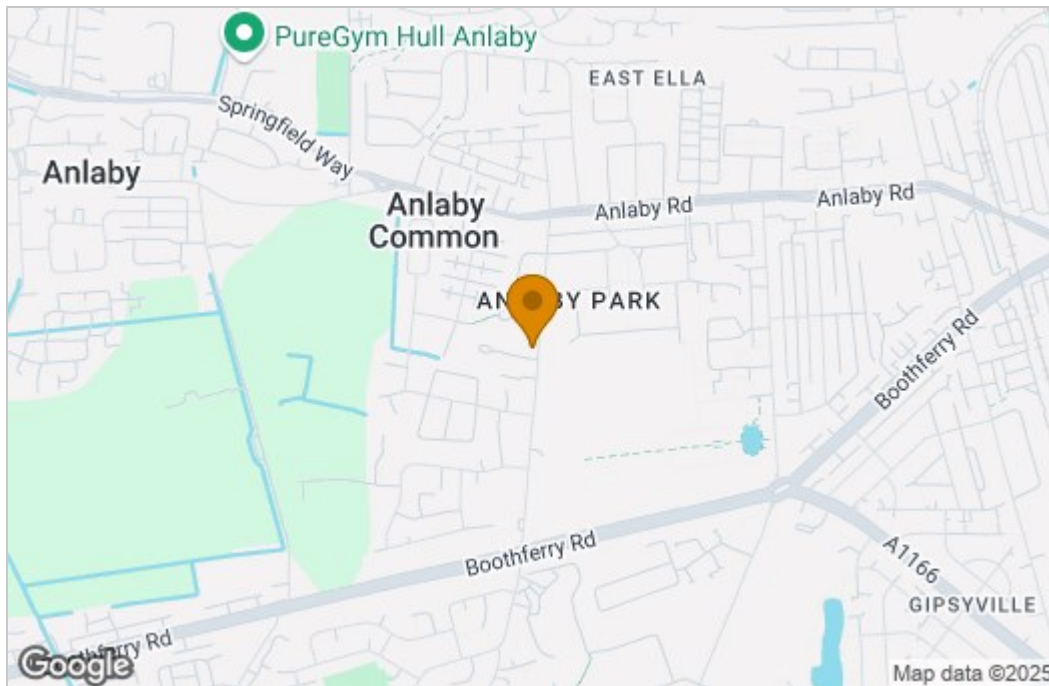 PureGym Hull Anlaby
EAST ELLA
Springfield Way
Anlaby
Anlaby
Common
Anlaby Rd
Anlaby Rd
PARK
Boothferry Rd
Boothferry Rd
A1166
GIPSYVILLE
Rd
Google
Map data ©2025